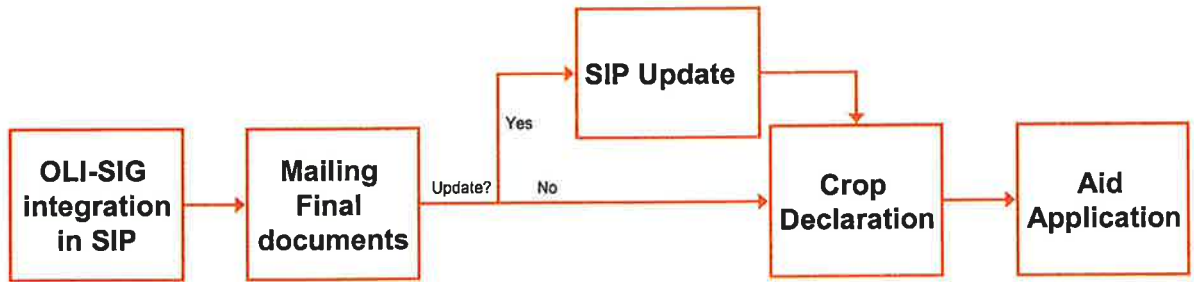 OLI-SIG
integration
in SIP
Mailing
Final
documents
Update?
Yes
No
SIP Update
Crop
Declaration
Aid
Application